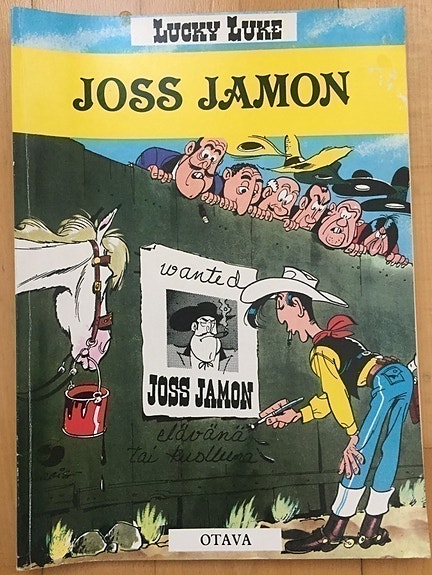 LUCKY LUKE
JOSS JAMON
wanted
JOSS JAMON
elävänä
tai kuolleena
OTAVA